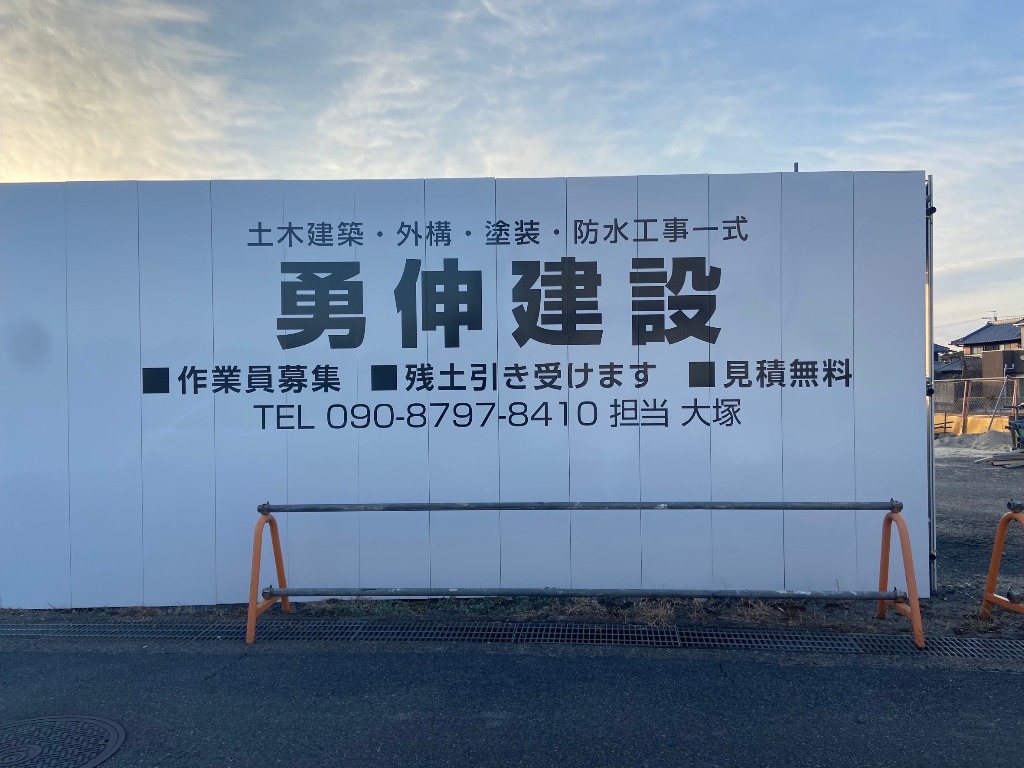 土木建築・外構・塗装・防水工事一式
勇伸建設
■作業員募集 ■残土引き受けます ■見積無料
TEL 090-8797-8410 担当 大塚